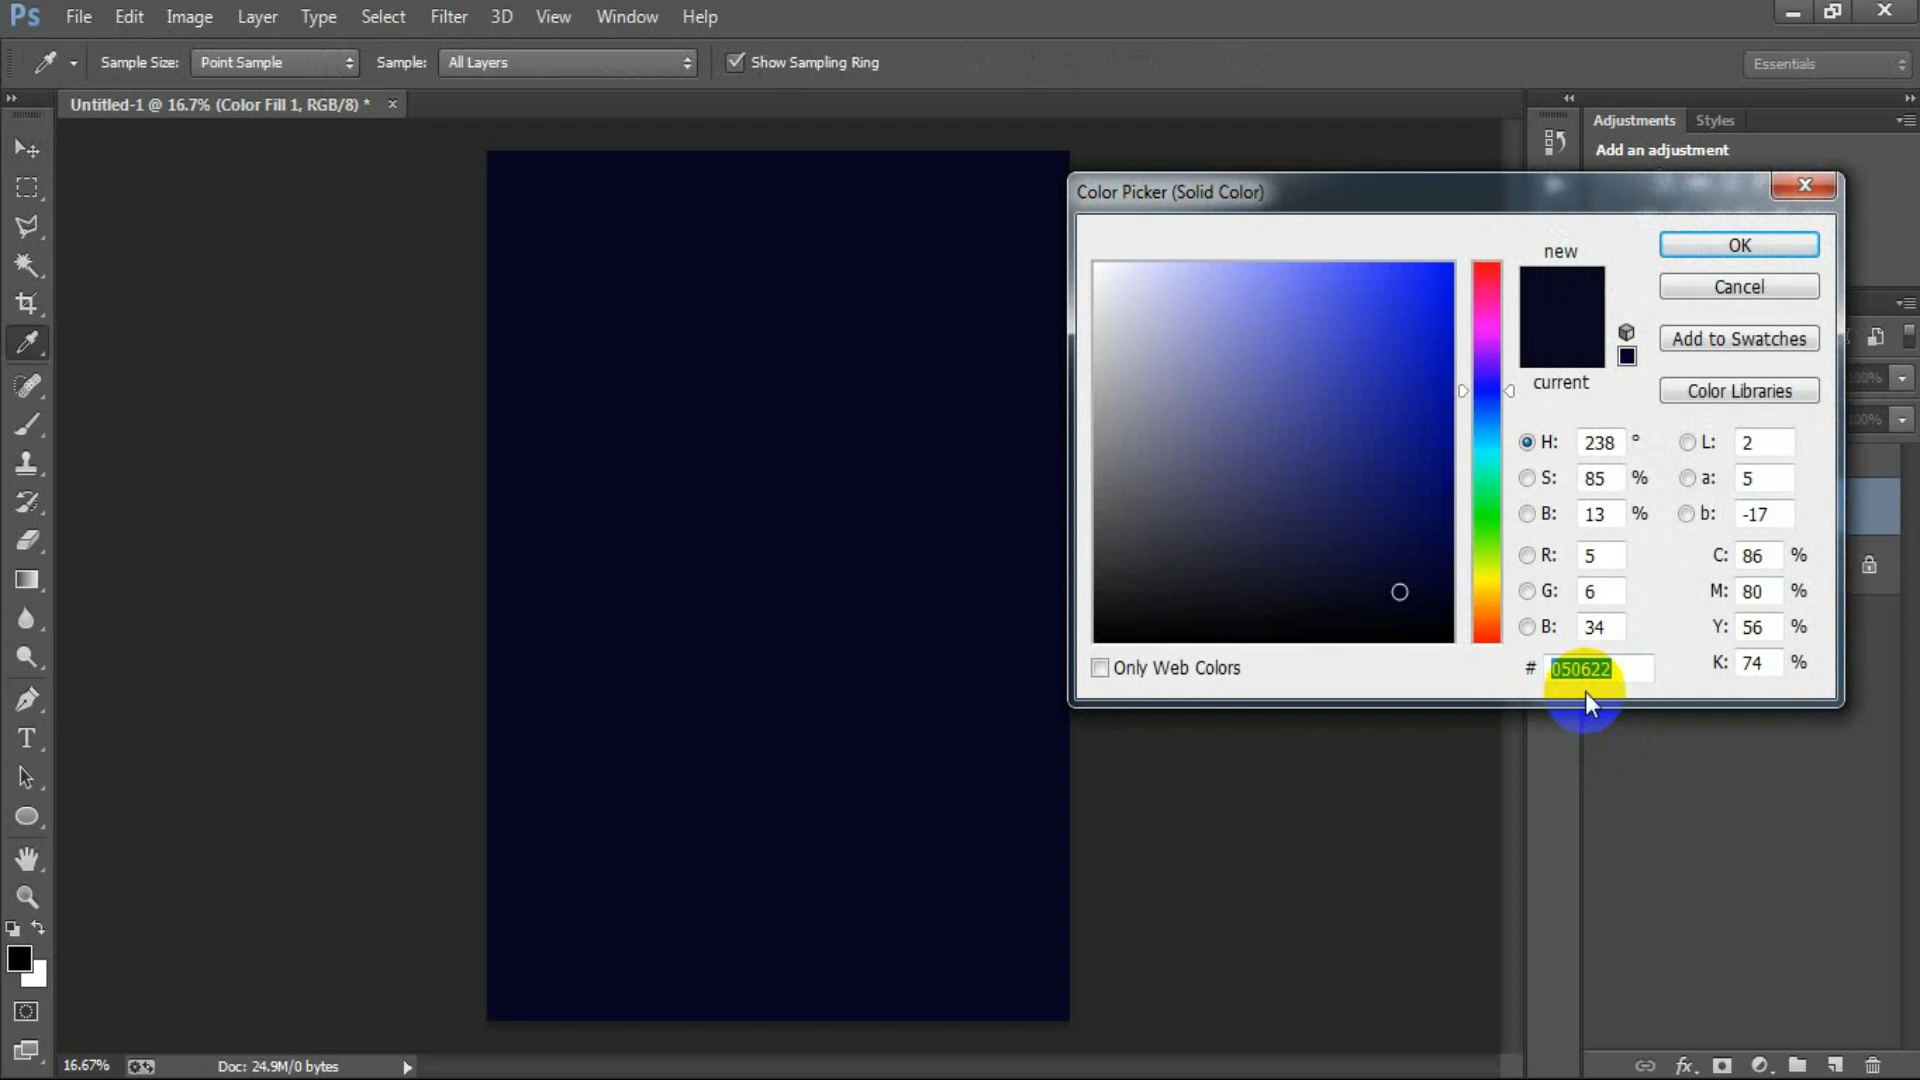 Ps File Edit Image Layer Type Select Filter 3D View Window Help
Sample Size: Point Sample Sample: All Layers Show Sampling Ring Essentials
Untitled-1 @ 16.7% (Color Fill 1, RGB/8) * ×
Adjustments Styles
Add an adjustment
Color Picker (Solid Color)
new
OK
Cancel
Add to Swatches
current
Color Libraries
100%
100%
H: 238 ° L: 2
S: 85 % a: 5
B: 13 % b: -17
R: 5 C: 86 %
G: 6 M: 80 %
B: 34 Y: 56 %
Only Web Colors # 050622 K: 74 %
T
16.67% Doc: 24.9M/0 bytes fx